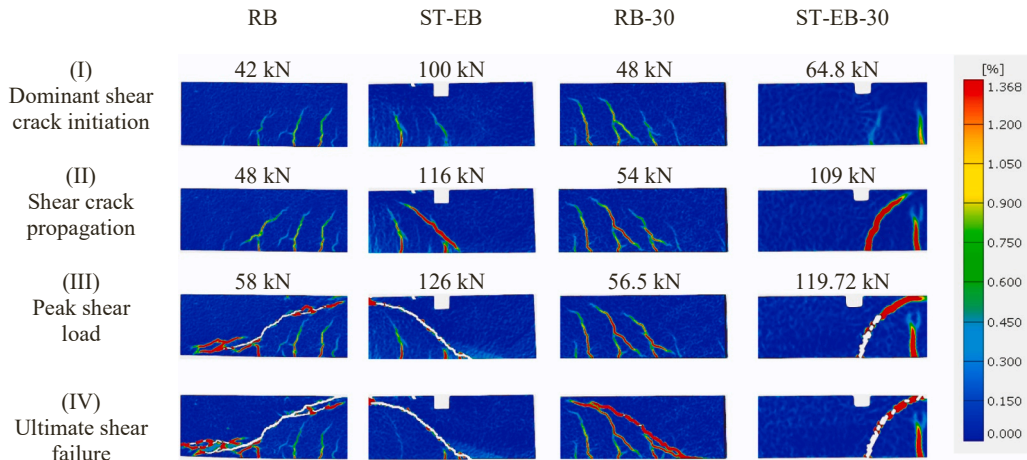 RB ST-EB RB-30 ST-EB-30
(I)
Dominant shear
crack initiation
42 kN 100 kN 48 kN 64.8 kN
(II)
Shear crack
propagation
48 kN 116 kN 54 kN 109 kN
(III)
Peak shear
load
58 kN 126 kN 56.5 kN 119.72 kN
(IV)
Ultimate shear
failure
[%]
1.368
1.200
1.050
0.900
0.750
0.600
0.450
0.300
0.150
0.000